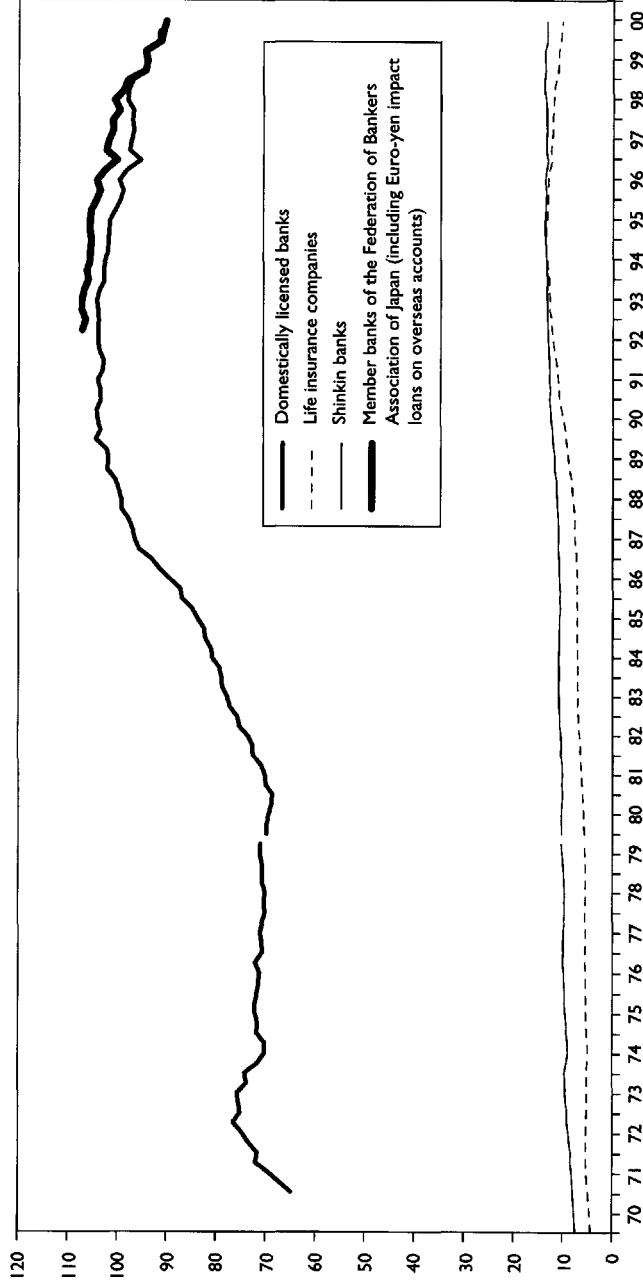 120
110
100
90
80
70
60
50
40
30
20
10
0
Domestically licensed banks
Life insurance companies
Shinkin banks
Member banks of the Federation of Bankers
Association of Japan (including Euro-yen impact
loans on overseas accounts)
70 71 72 73 74 75 76 77 78 79 80 81 82 83 84 85 86 87 88 89 90 91 92 93 94 95 96 97 98 99 00